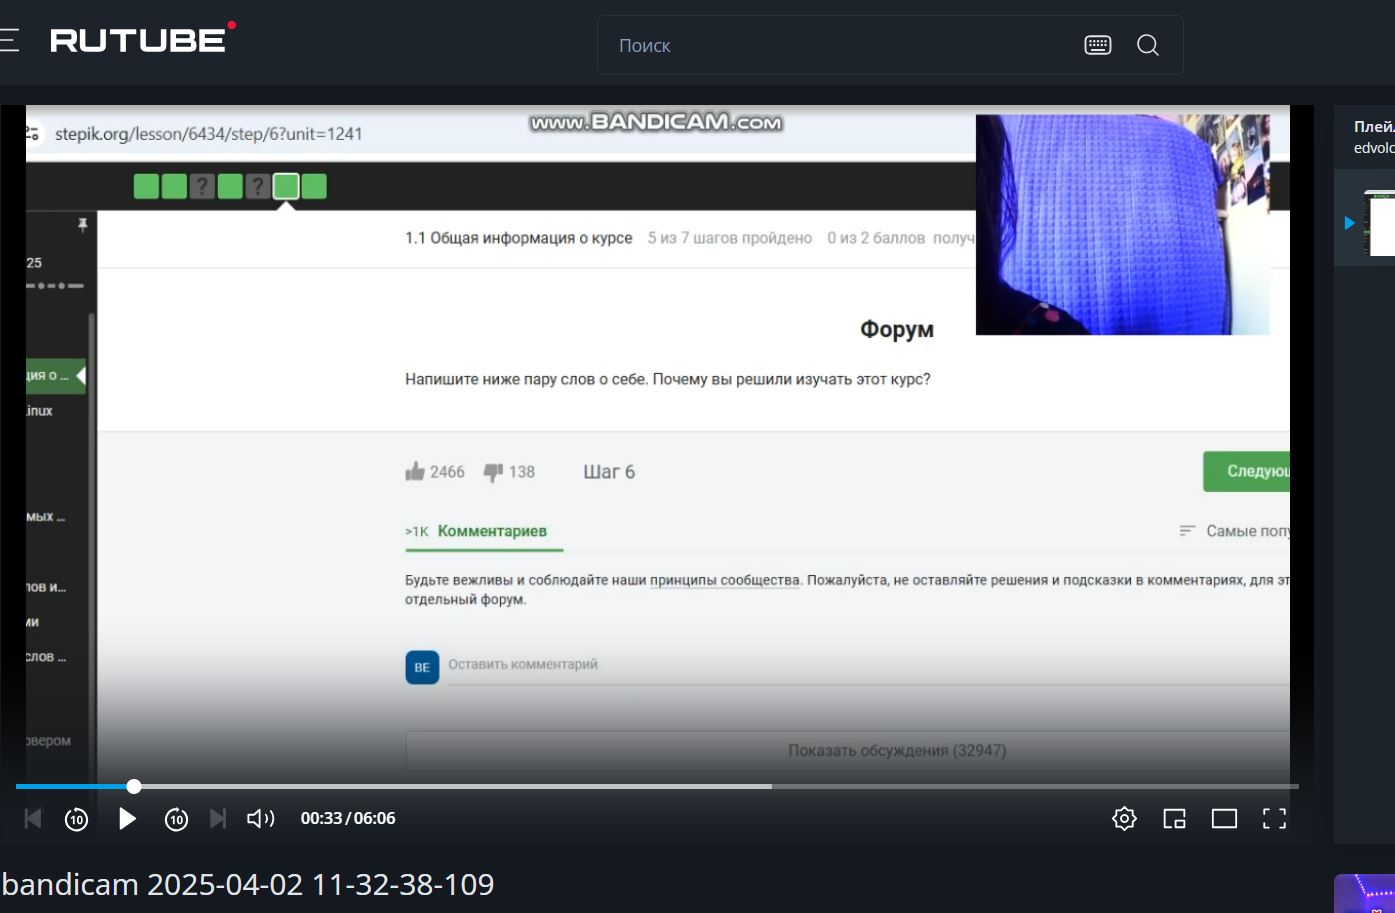 RUTUBE
Поиск
stepik.org/lesson/6434/step/6?unit=1241
www.BANDICAM.com
? ?
Плей
edvolc
25
1.1 Общая информация о курсе 5 из 7 шагов пройдено 0 из 2 баллов получ
Форум
ция о ...
Напишите ниже пару слов о себе. Почему вы решили изучать этот курс?
inux
2466 138 Шаг 6 Следующ
мых ...
>1K Комментариев Самые попу
Будьте вежливы и соблюдайте наши принципы сообщества. Пожалуйста, не оставляйте решения и подсказки в комментариях, для эт
отдельный форум.
лов и...
ми
слов ...
BE Оставить комментарий
рвером
Показать обсуждения (32947)
10 10 00:33 / 06:06
bandicam 2025-04-02 11-32-38-109